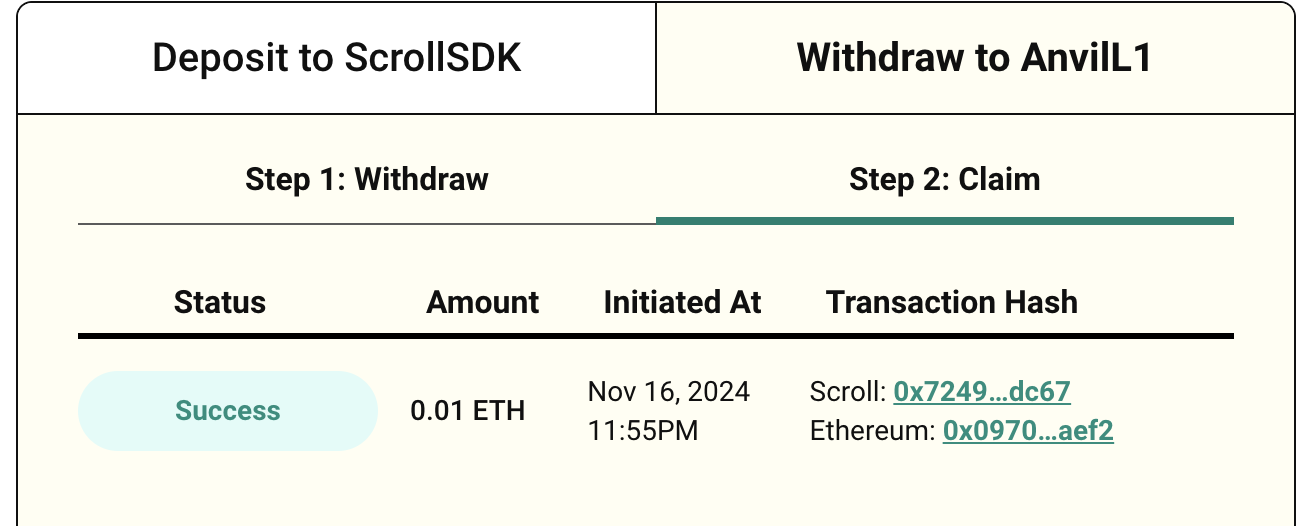 Deposit to ScrollSDK
Withdraw to AnvilL1
Step 1: Withdraw
Step 2: Claim
Status Amount Initiated At Transaction Hash
Success 0.01 ETH
Nov 16, 2024
11:55PM
Scroll: 0x7249...dc67
Ethereum: 0x0970...aef2